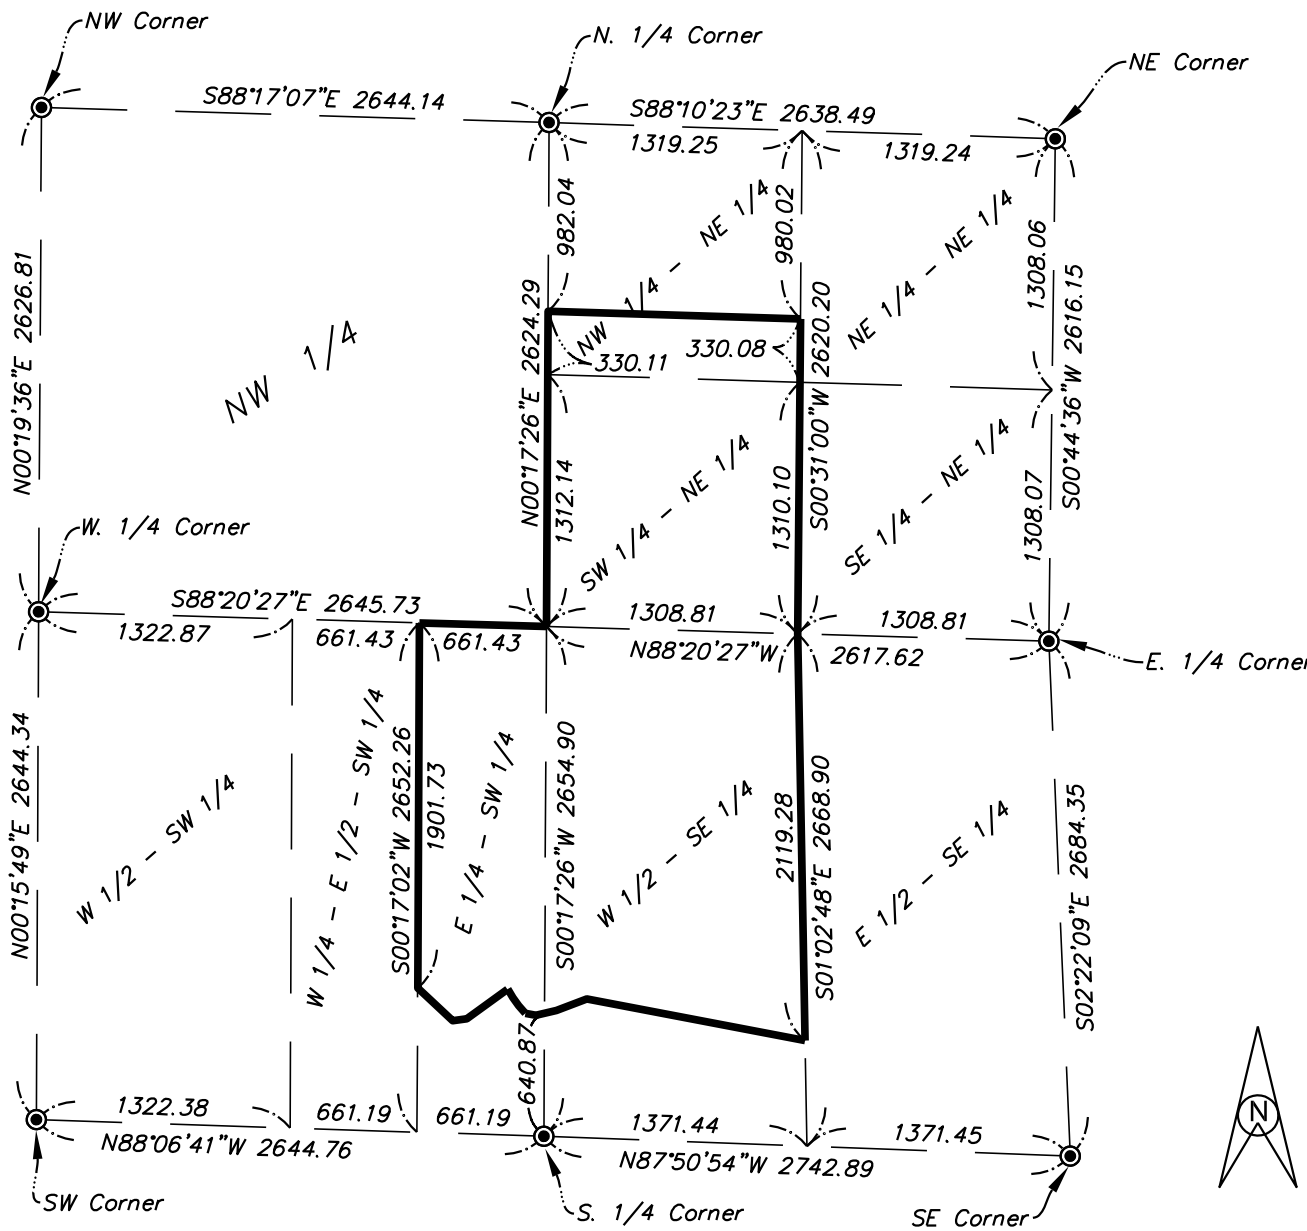 NW Corner
N. 1/4 Corner
NE Corner
S88°17'07"E 2644.14
S88°10'23"E 2638.49
1319.25
1319.24
982.04
980.02
NW 1/4 - NE 1/4
NE 1/4 - NE 1/4
1308.06
N00°19'36"E 2626.81
NW 1/4
N00°17'26"E 2624.29
S00°31'00"W 2620.20
S00°44'36"W 2616.15
330.11
330.08
1312.14
1310.10
1308.07
SW 1/4 - NE 1/4
SE 1/4 - NE 1/4
W. 1/4 Corner
S88°20'27"E 2645.73
1322.87
661.43
661.43
1308.81
1308.81
N88°20'27"W 2617.62
E. 1/4 Corner
N00°15'49"E 2644.34
W 1/2 - SW 1/4
W 1/4 - E 1/2 - SW 1/4
S00°17'02"W 2652.26
1901.73
E 1/4 - SW 1/4
S00°17'26"W 2654.90
W 1/2 - SE 1/4
2119.28
S01°02'48"E 2668.90
E 1/2 - SE 1/4
S02°22'09"E 2684.35
640.87
1322.38
661.19
661.19
1371.44
1371.45
N88°06'41"W 2644.76
N87°50'54"W 2742.89
SW Corner
S. 1/4 Corner
SE Corner
N